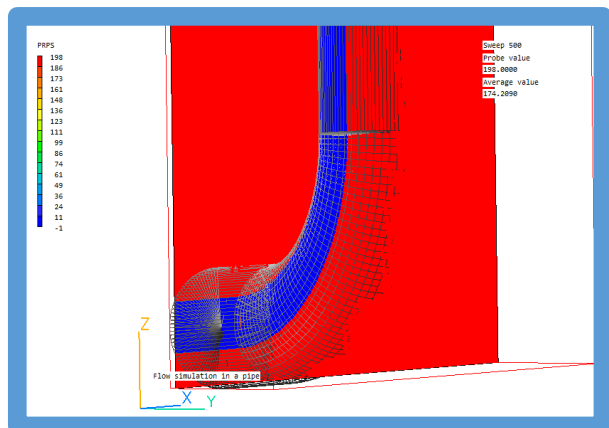 PRPS
198
186
173
161
148
136
123
111
99
86
74
61
49
36
24
11
-1
Sweep 500
Probe value
198.0000
Average value
174.2090
Z
X
Y
Flow simulation in a pipe